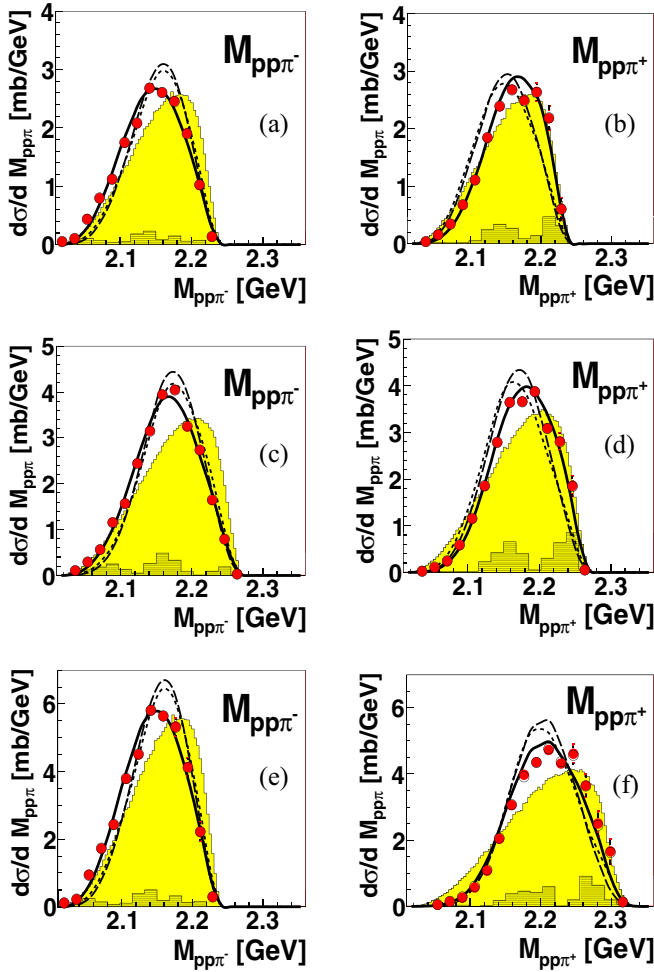 dσ/d M_ppπ [mb/GeV]
4
3
2
1
0
M_ppπ⁻
(a)
2.1 2.2 2.3
M_ppπ⁻ [GeV]
dσ/d M_ppπ [mb/GeV]
4
3
2
1
0
M_ppπ⁺
(b)
2.1 2.2 2.3
M_ppπ⁺ [GeV]
dσ/d M_ppπ [mb/GeV]
5
4
3
2
1
0
M_ppπ⁻
(c)
2.1 2.2 2.3
M_ppπ⁻ [GeV]
dσ/d M_ppπ [mb/GeV]
5
4
3
2
1
0
M_ppπ⁺
(d)
2.1 2.2 2.3
M_ppπ⁺ [GeV]
dσ/d M_ppπ [mb/GeV]
6
4
2
0
M_ppπ⁻
(e)
2.1 2.2 2.3
M_ppπ⁻ [GeV]
dσ/d M_ppπ [mb/GeV]
6
4
2
0
M_ppπ⁺
(f)
2.1 2.2 2.3
M_ppπ⁺ [GeV]